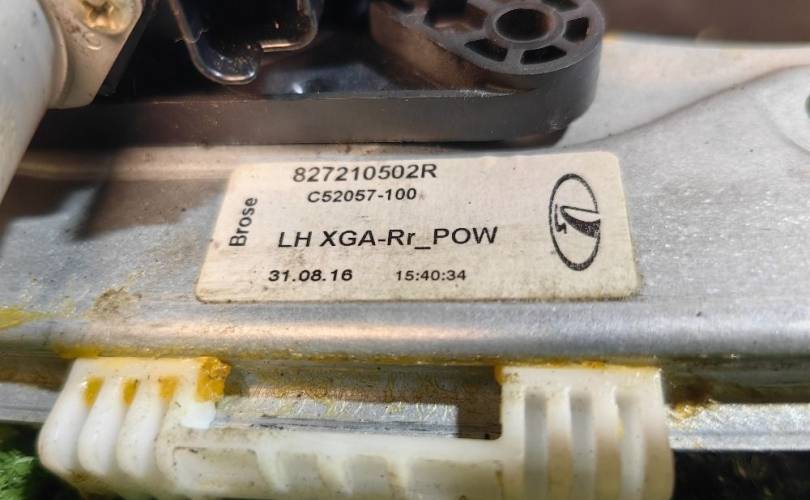 827210502R
C52057-100
Brose
LH XGA-Rr_POW
31.08.16 15:40:34